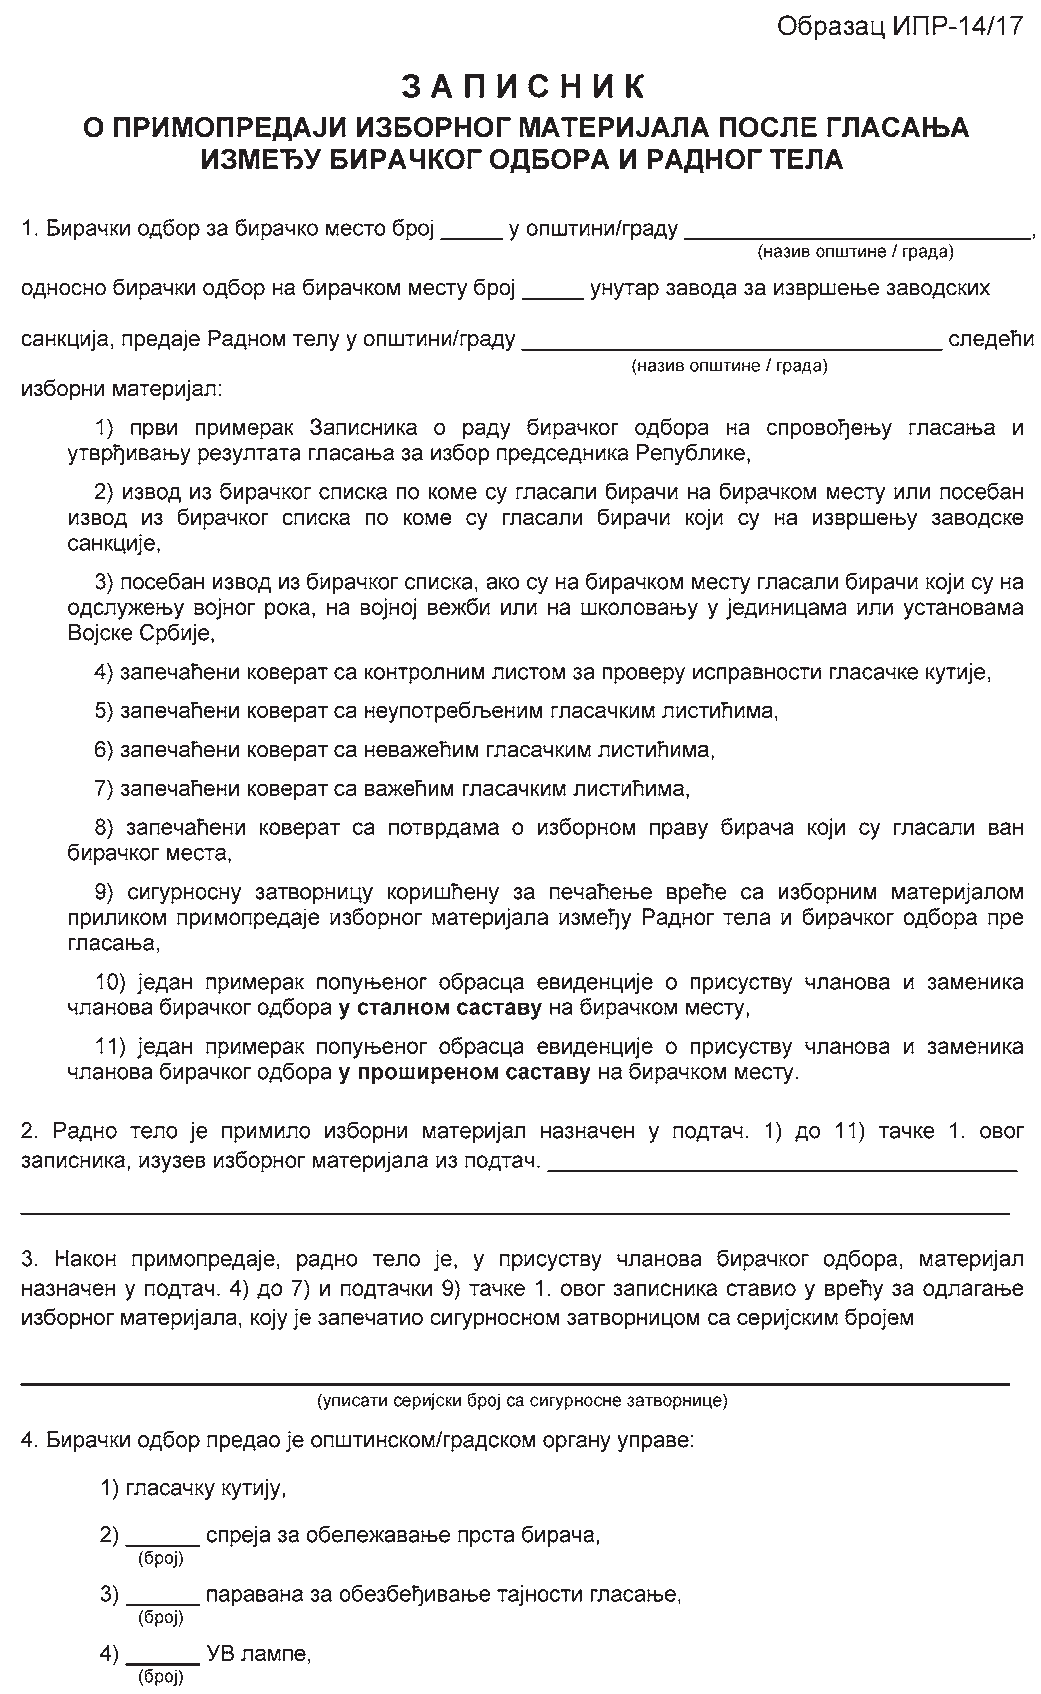 Образац ИПР-14/17
З А П И С Н И К
О ПРИМОПРЕДАЈИ ИЗБОРНОГ МАТЕРИЈАЛА ПОСЛЕ ГЛАСАЊА
ИЗМЕЂУ БИРАЧКОГ ОДБОРА И РАДНОГ ТЕЛА
1. Бирачки одбор за бирачко место број _____ у општини/граду ____________________________,
(назив општине / града)
односно бирачки одбор на бирачком месту број _____ унутар завода за извршење заводских
санкција, предаје Радном телу у општини/граду __________________________________ следећи
(назив општине / града)
изборни материјал:
1) први примерак Записника о раду бирачког одбора на спровођењу гласања и
утврђивању резултата гласања за избор председника Републике,
2) извод из бирачког списка по коме су гласали бирачи на бирачком месту или посебан
извод из бирачког списка по коме су гласали бирачи који су на извршењу заводске
санкције,
3) посебан извод из бирачког списка, ако су на бирачком месту гласали бирачи који су на
одслужењу војног рока, на војној вежби или на школовању у јединицама или установама
Војске Србије,
4) запечаћени коверат са контролним листом за проверу исправности гласачке кутије,
5) запечаћени коверат са неупотребљеним гласачким листићима,
6) запечаћени коверат са неважећим гласачким листићима,
7) запечаћени коверат са важећим гласачким листићима,
8) запечаћени коверат са потврдама о изборном праву бирача који су гласали ван
бирачког места,
9) сигурносну затворницу коришћену за печаћење вреће са изборним материјалом
приликом примопредаје изборног материјала између Радног тела и бирачког одбора пре
гласања,
10) један примерак попуњеног обрасца евиденције о присуству чланова и заменика
чланова бирачког одбора у сталном саставу на бирачком месту,
11) један примерак попуњеног обрасца евиденције о присуству чланова и заменика
чланова бирачког одбора у проширеном саставу на бирачком месту.
2. Радно тело је примило изборни материјал назначен у подтач. 1) до 11) тачке 1. овог
записника, изузев изборног материјала из подтач. ______________________________________
________________________________________________________________________________
3. Након примопредаје, радно тело је, у присуству чланова бирачког одбора, материјал
назначен у подтач. 4) до 7) и подтачки 9) тачке 1. овог записника ставио у врећу за одлагање
изборног материјала, коју је запечатио сигурносном затворницом са серијским бројем
________________________________________________________________________________
(уписати серијски број са сигурносне затворнице)
4. Бирачки одбор предао је општинском/градском органу управе:
1) гласачку кутију,
2) ______ спреја за обележавање прста бирача,
(број)
3) ______ паравана за обезбеђивање тајности гласање,
(број)
4) ______ УВ лампе,
(број)